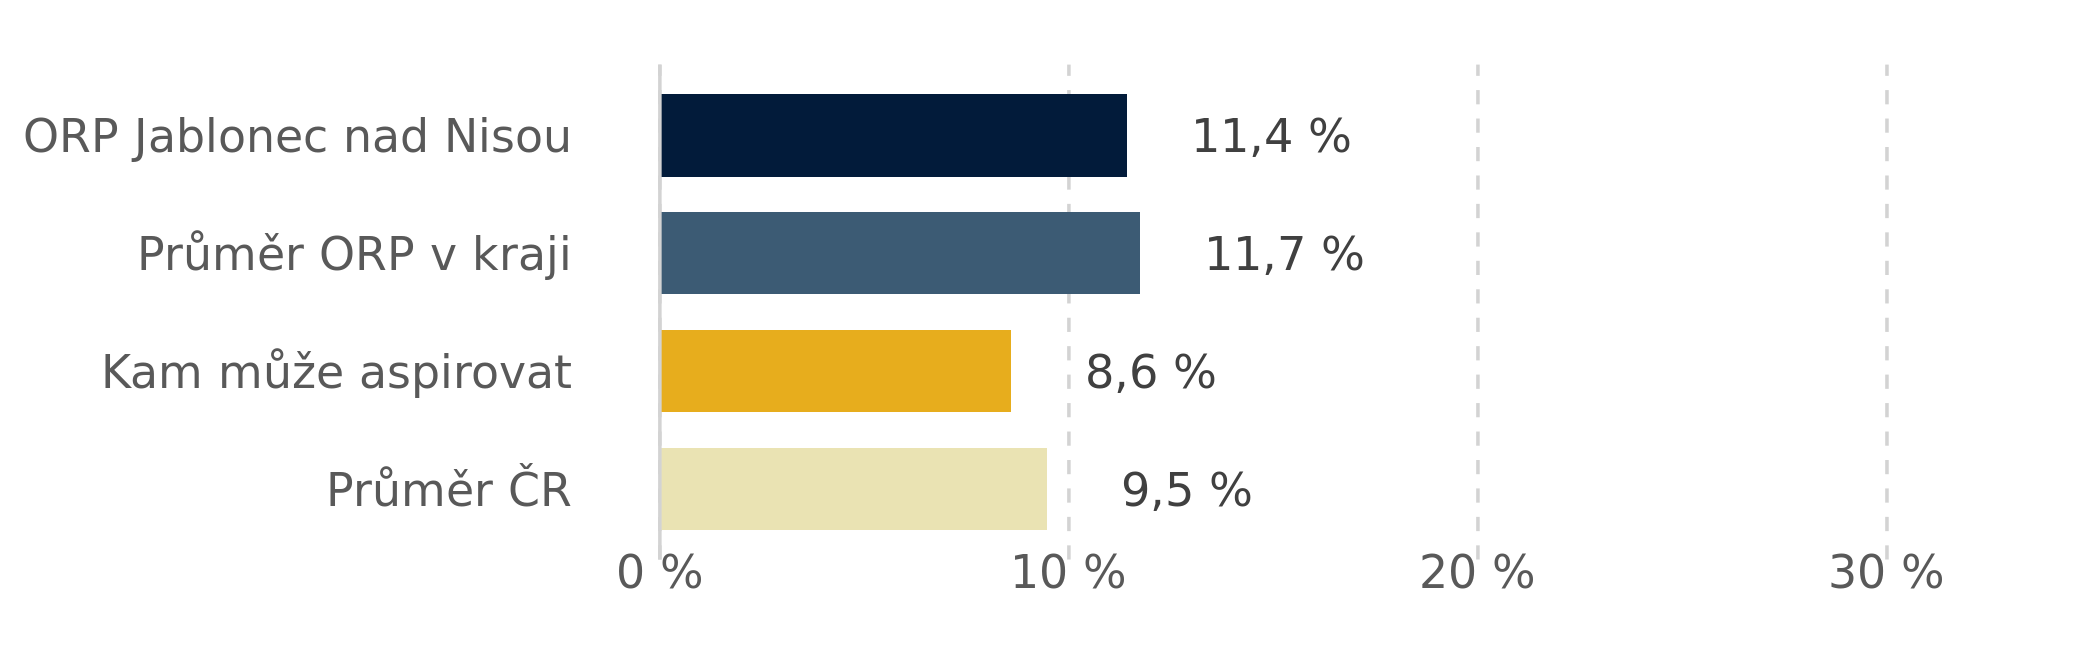 ORP Jablonec nad Nisou 11,4 %
Průměr ORP v kraji 11,7 %
Kam může aspirovat 8,6 %
Průměr ČR 9,5 %
0 % 10 % 20 % 30 %